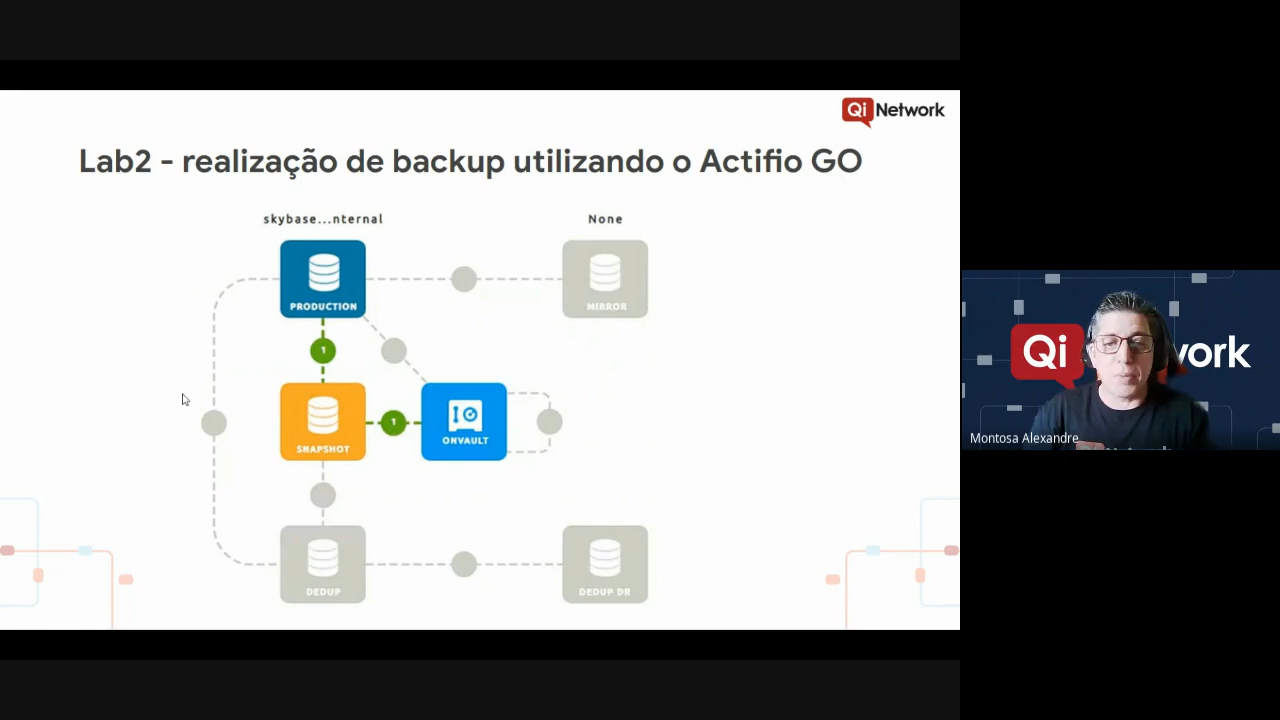 Qi Network
Lab2 - realização de backup utilizando o Actifio GO
skybase...nternal
None
PRODUCTION
MIRROR
1
SNAPSHOT
1
ONVAULT
DEDUP
DEDUP DR
Qi
work
Montosa Alexandre